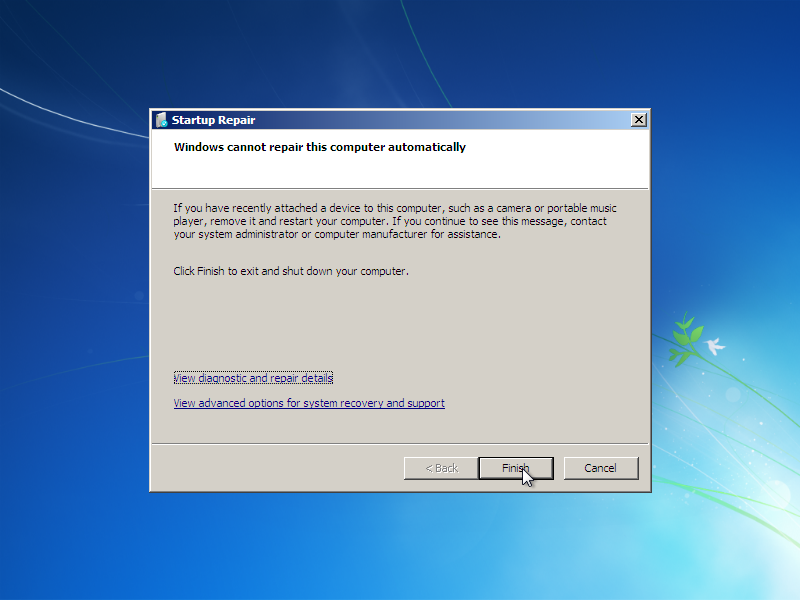 Startup Repair
Windows cannot repair this computer automatically
If you have recently attached a device to this computer, such as a camera or portable music
player, remove it and restart your computer. If you continue to see this message, contact
your system administrator or computer manufacturer for assistance.
Click Finish to exit and shut down your computer.
View diagnostic and repair details
View advanced options for system recovery and support
< Back Finish Cancel